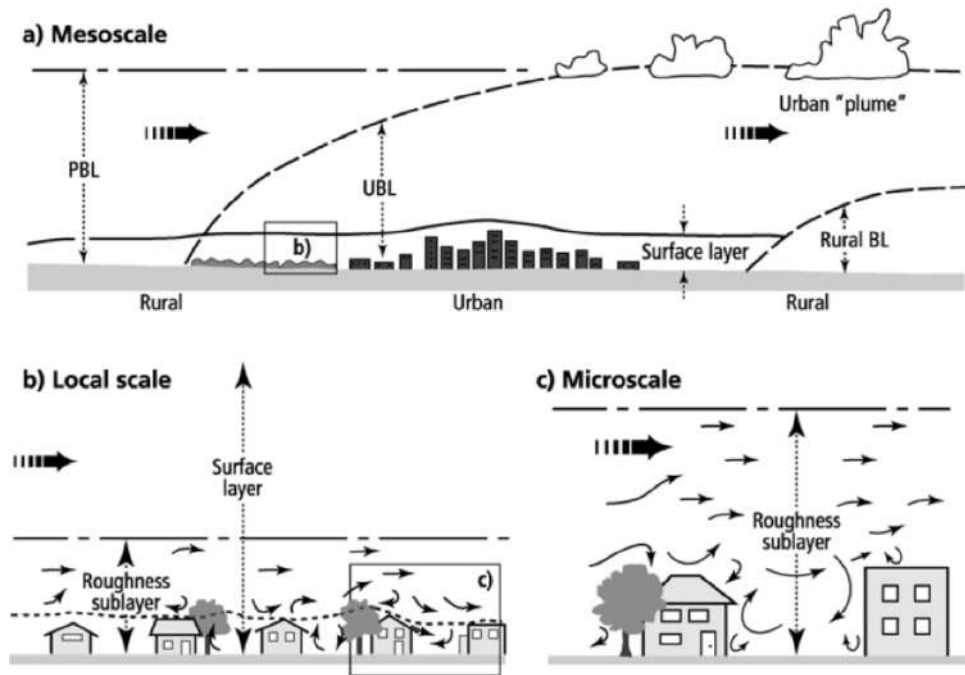 a) Mesoscale
Urban "plume"
PBL
UBL
b)
Surface layer
Rural BL
Rural
Urban
Rural
b) Local scale
c) Microscale
Surface
layer
Roughness
sublayer
c)
Roughness
sublayer